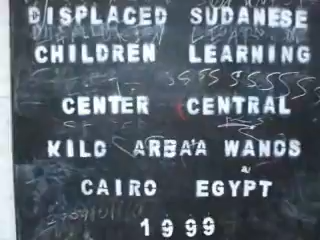 DISPLACED SUDANESE
CHILDREN LEARNING
CENTER CENTRAL
KILO ARBA'A WANOS
CAIRO EGYPT
1999